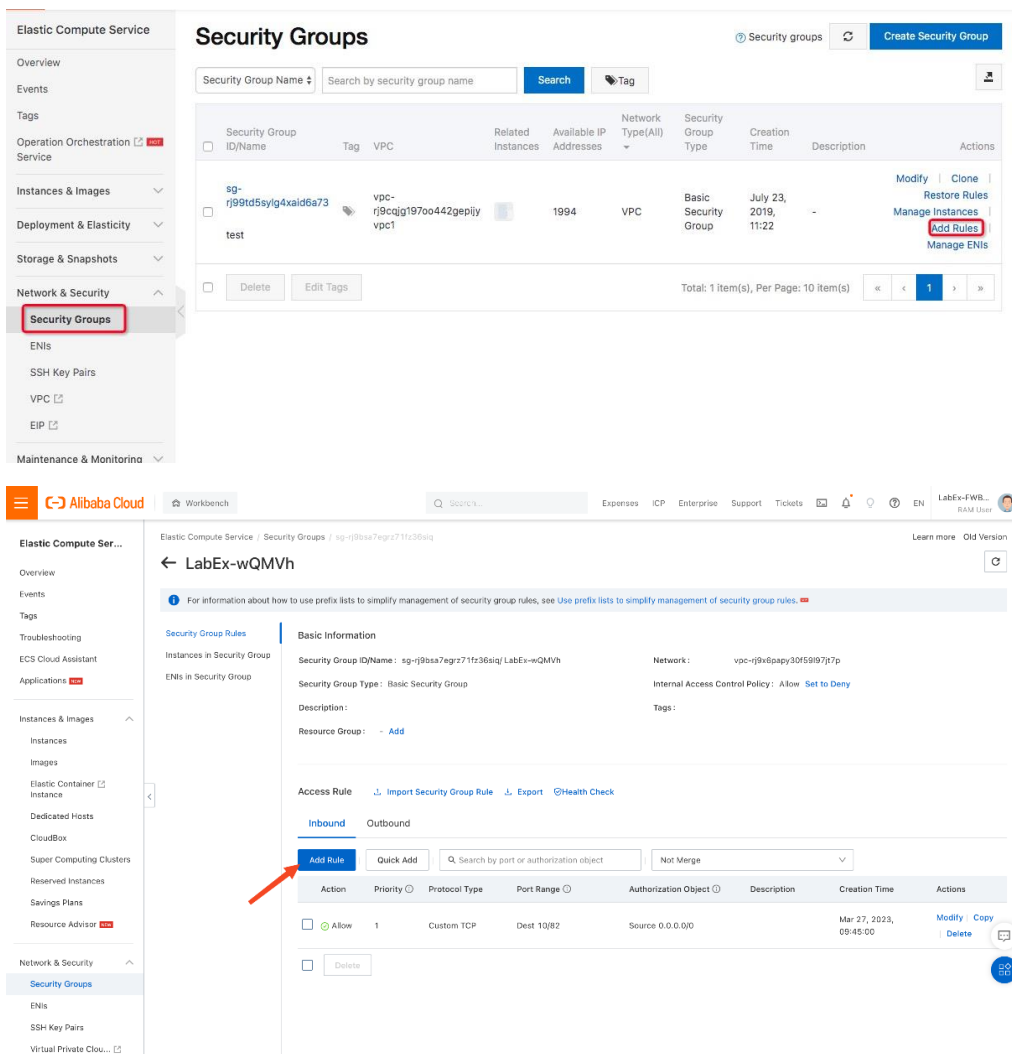 Elastic Compute Service
Overview
Events
Tags
Operation Orchestration HOT
Service
Instances & Images
Deployment & Elasticity
Storage & Snapshots
Network & Security
Security Groups
ENIs
SSH Key Pairs
VPC
EIP
Maintenance & Monitoring
Security Groups
Security groups
Create Security Group
Security Group Name
Search by security group name
Search
Tag
Security Group ID/Name
Tag
VPC
Related Instances
Available IP Addresses
Network Type(All)
Security Group Type
Creation Time
Description
Actions
sg-
rj99td5sylg4xaid6a73
test
vpc-
rj9cqjg197oo442gepijy
vpc1
1994
VPC
Basic Security Group
July 23, 2019, 11:22
-
Modify | Clone |
Restore Rules
Manage Instances |
Add Rules |
Manage ENIs
Delete
Edit Tags
Total: 1 item(s), Per Page: 10 item(s)
« ‹ 1 › »
Alibaba Cloud
Workbench
Search...
Expenses ICP Enterprise Support Tickets
EN
LabEx-FWB...
RAM User
Elastic Compute Ser...
Overview
Events
Tags
Troubleshooting
ECS Cloud Assistant
Applications NEW
Instances & Images
Instances
Images
Elastic Container
Instance
Dedicated Hosts
CloudBox
Super Computing Clusters
Reserved Instances
Savings Plans
Resource Advisor NEW
Network & Security
Security Groups
ENIs
SSH Key Pairs
Virtual Private Clou...
Elastic Compute Service / Security Groups / sg-rj9bsa7egrz71fz36siq
Learn more Old Version
← LabEx-wQMVh
For information about how to use prefix lists to simplify management of security group rules, see Use prefix lists to simplify management of security group rules.
Security Group Rules
Instances in Security Group
ENIs in Security Group
Basic Information
Security Group ID/Name : sg-rj9bsa7egrz71fz36siq/ LabEx-wQMVh
Network : vpc-rj9x6papy30f59l97jt7p
Security Group Type : Basic Security Group
Internal Access Control Policy : Allow Set to Deny
Description :
Tags :
Resource Group : - Add
Access Rule
Import Security Group Rule
Export
Health Check
Inbound
Outbound
Add Rule
Quick Add
Search by port or authorization object
Not Merge
Action
Priority
Protocol Type
Port Range
Authorization Object
Description
Creation Time
Actions
Allow
1
Custom TCP
Dest 10/82
Source 0.0.0.0/0
Mar 27, 2023,
09:45:00
Modify | Copy
| Delete
Delete